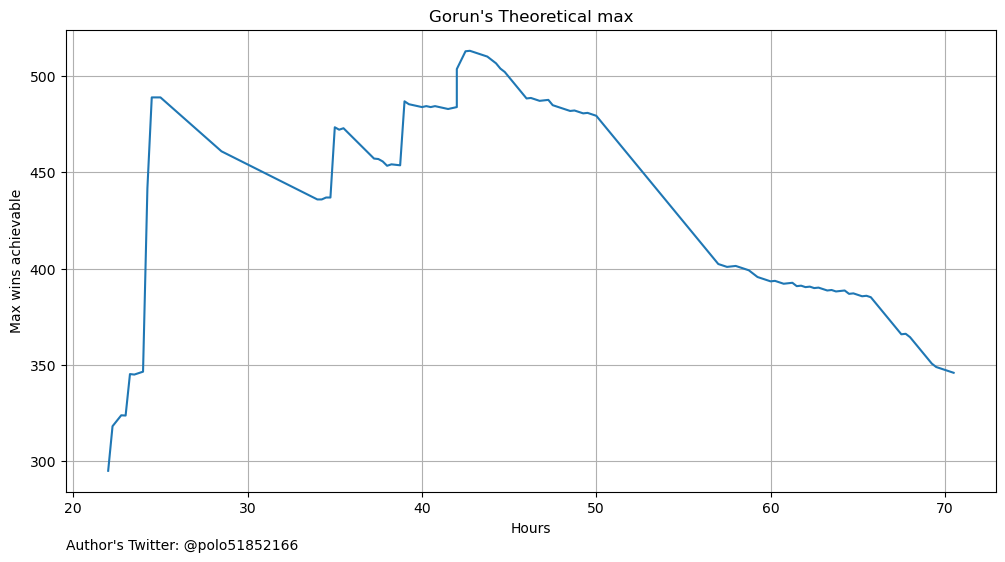 Gorun's Theoretical max
Max wins achievable
500
450
400
350
300
20 30 40 50 60 70
Hours
Author's Twitter: @polo51852166